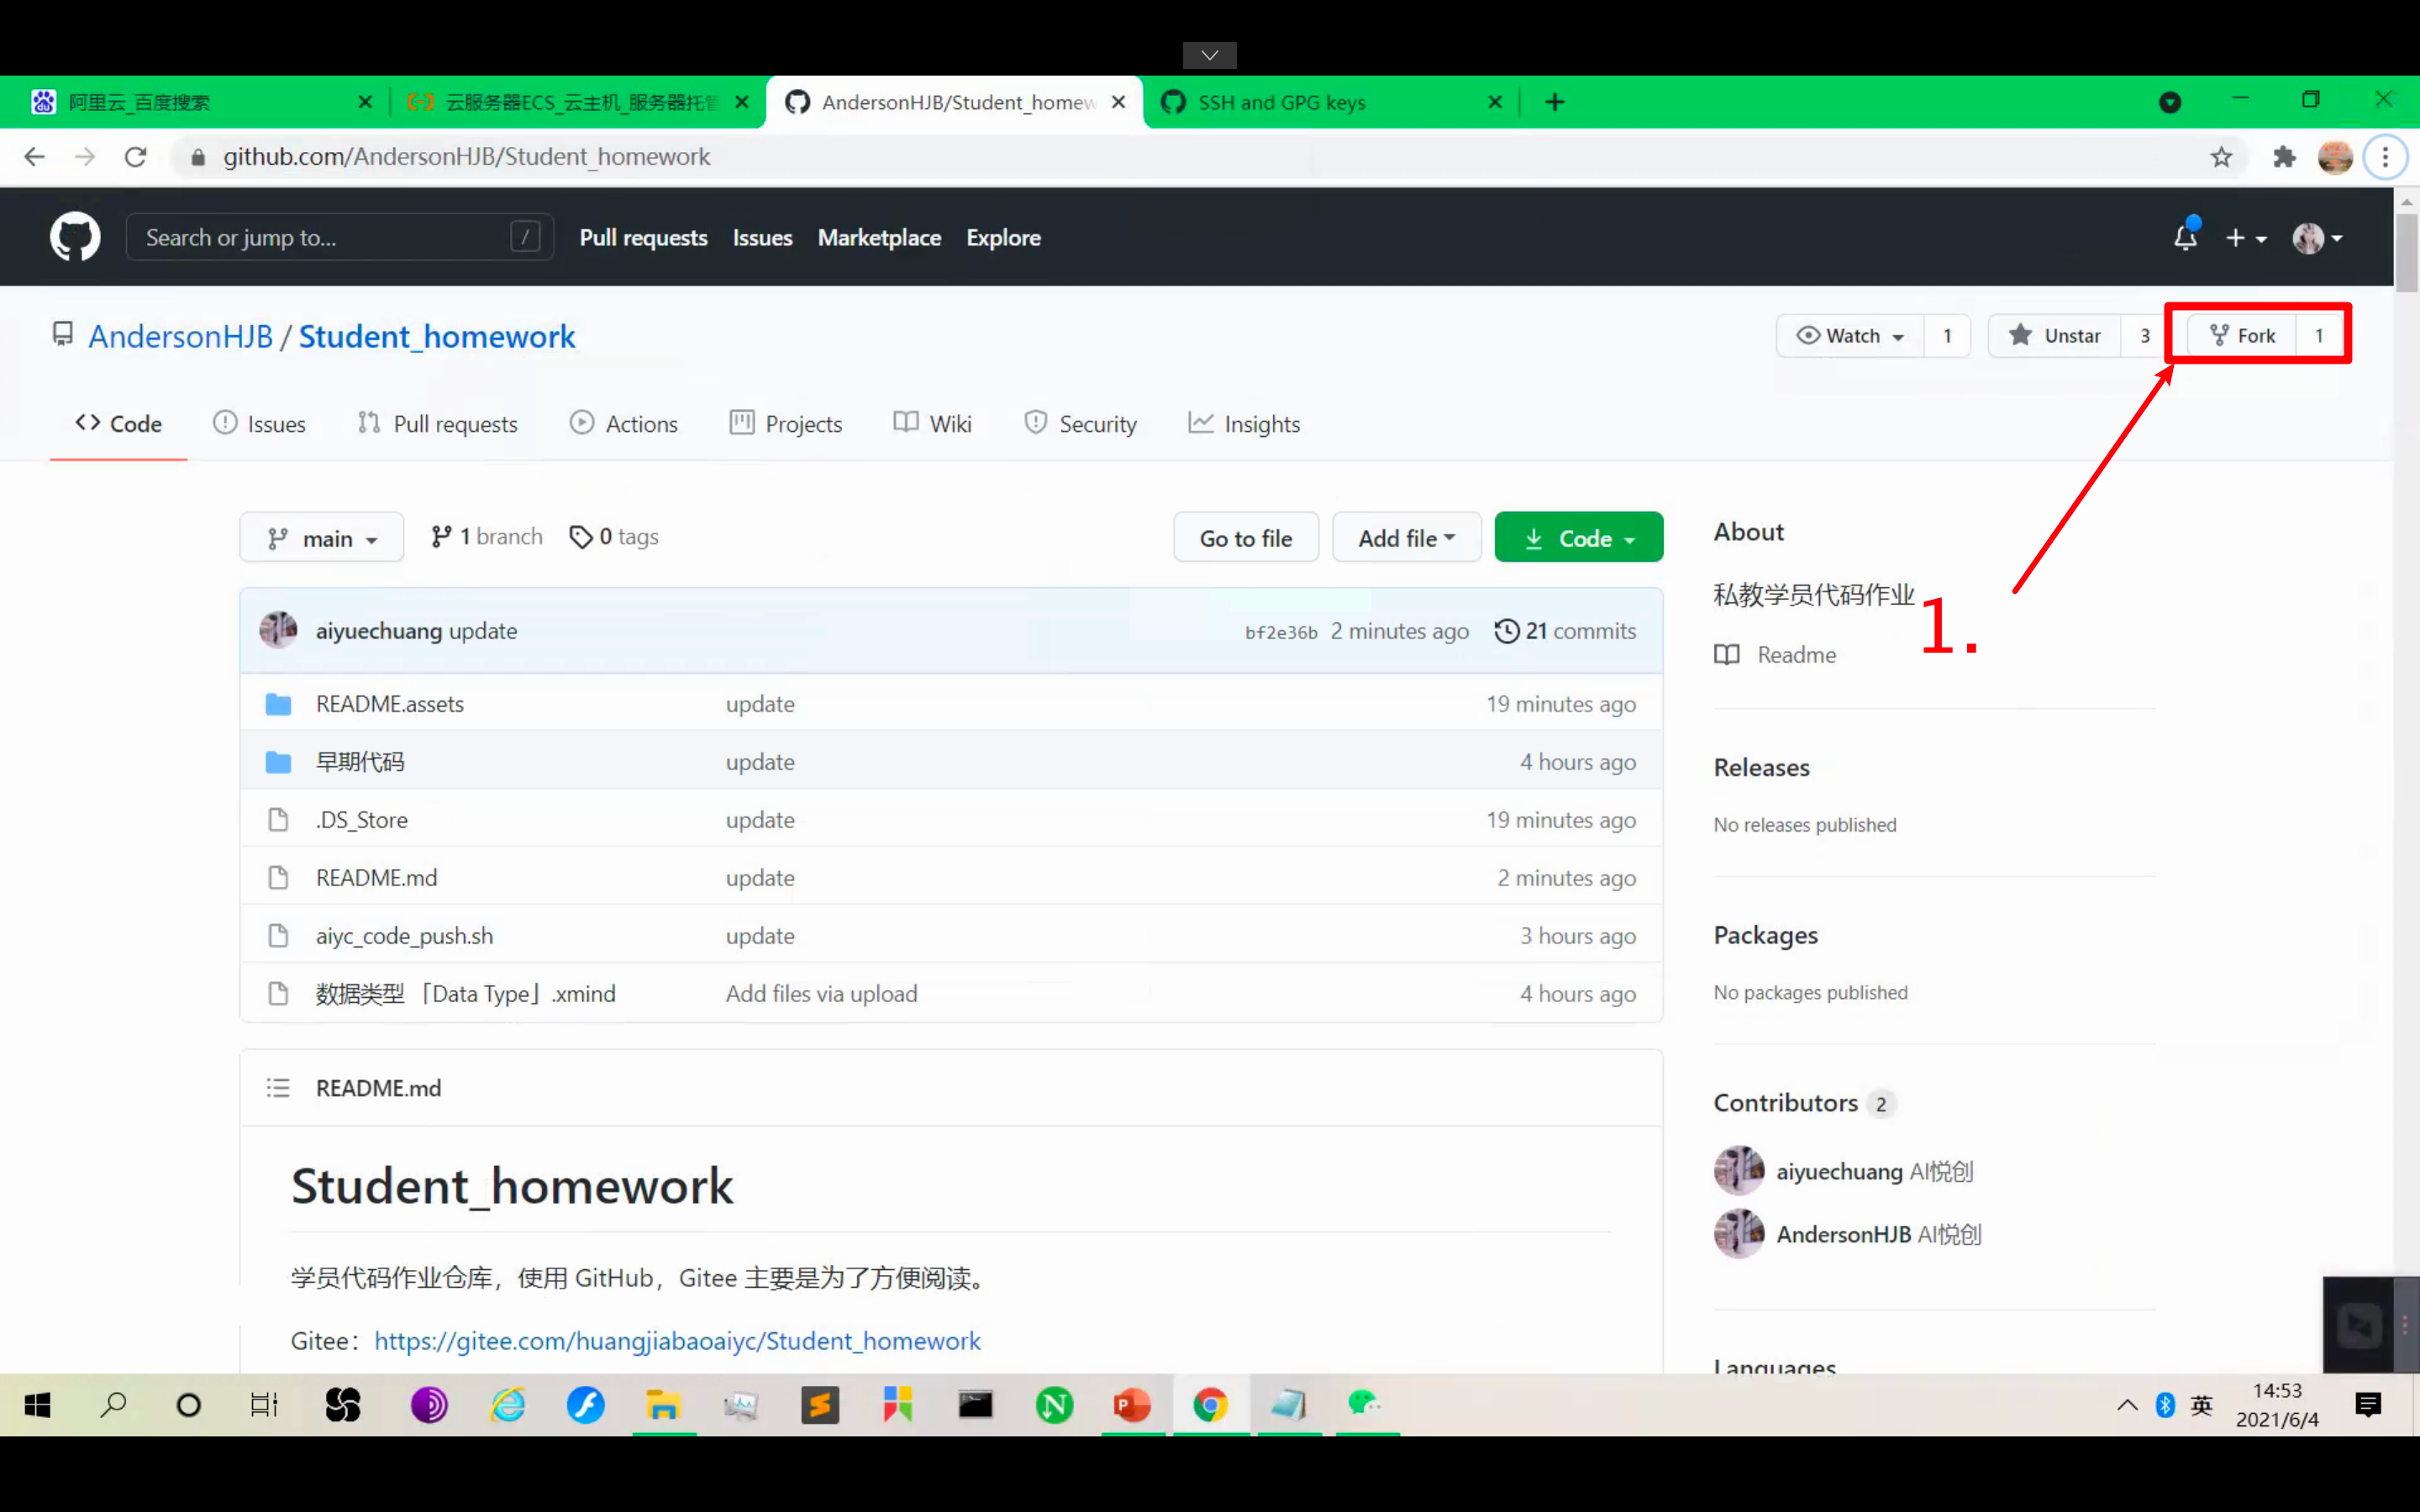 阿里云_百度搜索
云服务器ECS_云主机_服务器托管
AndersonHJB/Student_homew
SSH and GPG keys
github.com/AndersonHJB/Student_homework
Search or jump to...
/
Pull requests
Issues
Marketplace
Explore
AndersonHJB / Student_homework
Watch 1
Unstar 3
Fork 1
Code
Issues
Pull requests
Actions
Projects
Wiki
Security
Insights
main
1 branch
0 tags
Go to file
Add file
Code
About
私教学员代码作业
1.
Readme
aiyuechuang update
bf2e36b 2 minutes ago
21 commits
README.assets update 19 minutes ago
早期代码 update 4 hours ago
.DS_Store update 19 minutes ago
README.md update 2 minutes ago
aiyc_code_push.sh update 3 hours ago
数据类型「Data Type」.xmind Add files via upload 4 hours ago
Releases
No releases published
Packages
No packages published
Contributors 2
aiyuechuang AI悦创
AndersonHJB AI悦创
Languages
README.md
Student_homework
学员代码作业仓库，使用 GitHub，Gitee 主要是为了方便阅读。
Gitee：https://gitee.com/huangjiabaoaiyc/Student_homework
英
14:53
2021/6/4